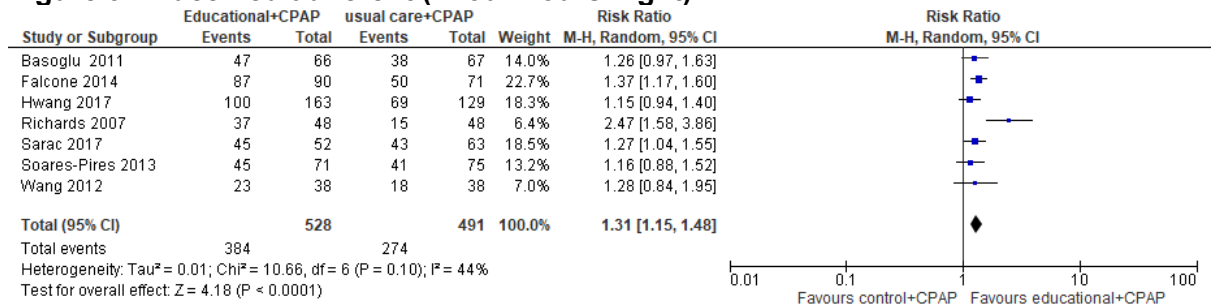 Educational+CPAP usual care+CPAP Risk Ratio Risk Ratio
Study or Subgroup Events Total Events Total Weight M-H, Random, 95% CI M-H, Random, 95% CI
Basoglu 2011 47 66 38 67 14.0% 1.26 [0.97, 1.63]
Falcone 2014 87 90 50 71 22.7% 1.37 [1.17, 1.60]
Hwang 2017 100 163 69 129 18.3% 1.15 [0.94, 1.40]
Richards 2007 37 48 15 48 6.4% 2.47 [1.58, 3.86]
Sarac 2017 45 52 43 63 18.5% 1.27 [1.04, 1.55]
Soares-Pires 2013 45 71 41 75 13.2% 1.16 [0.88, 1.52]
Wang 2012 23 38 18 38 7.0% 1.28 [0.84, 1.95]
Total (95% CI) 528 491 100.0% 1.31 [1.15, 1.48]
Total events 384 274
Heterogeneity: Tau² = 0.01; Chi² = 10.66, df = 6 (P = 0.10); I² = 44%
Test for overall effect: Z = 4.18 (P < 0.0001)
0.01 0.1 1 10 100
Favours control+CPAP Favours educational+CPAP